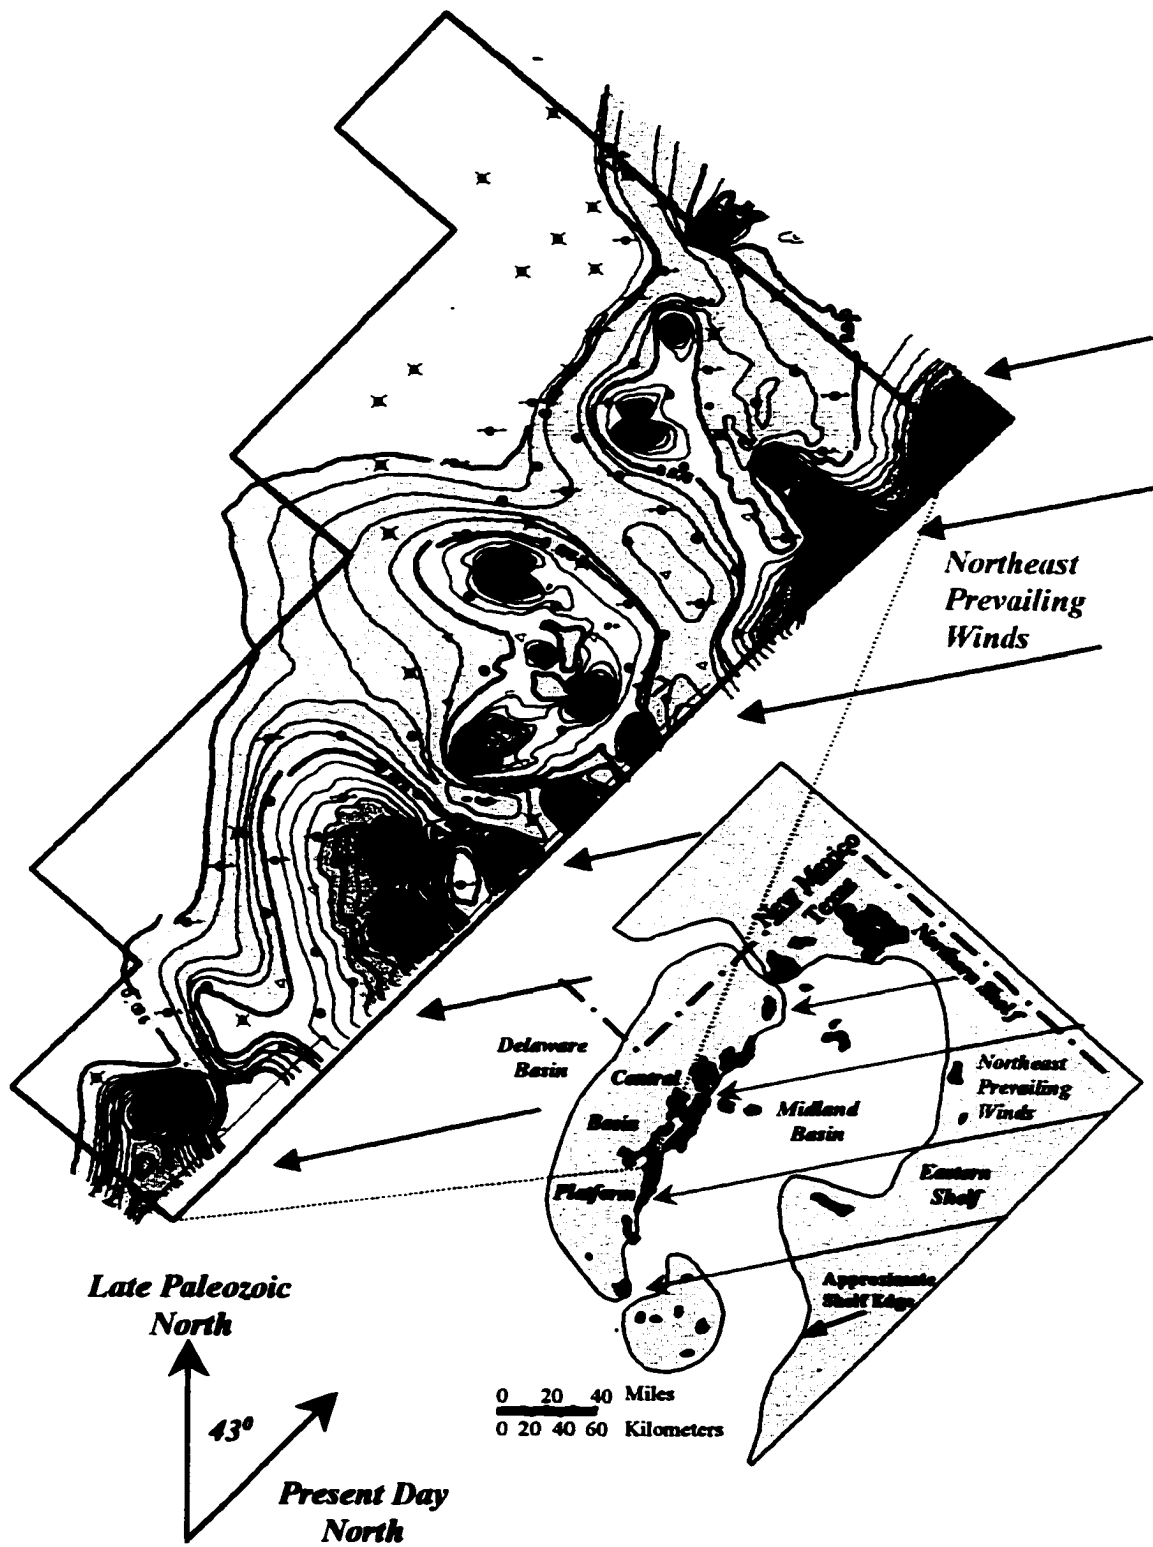 Northeast
Prevailing
Winds
New Mexico
Texas
Northern Shelf
Delaware
Basin
Central
Basin
Platform
Midland
Basin
Northeast
Prevailing
Winds
Eastern
Shelf
Approximate
Shelf Edge
Late Paleozoic
North
43⁰
Present Day
North
0 20 40 Miles
0 20 40 60 Kilometers